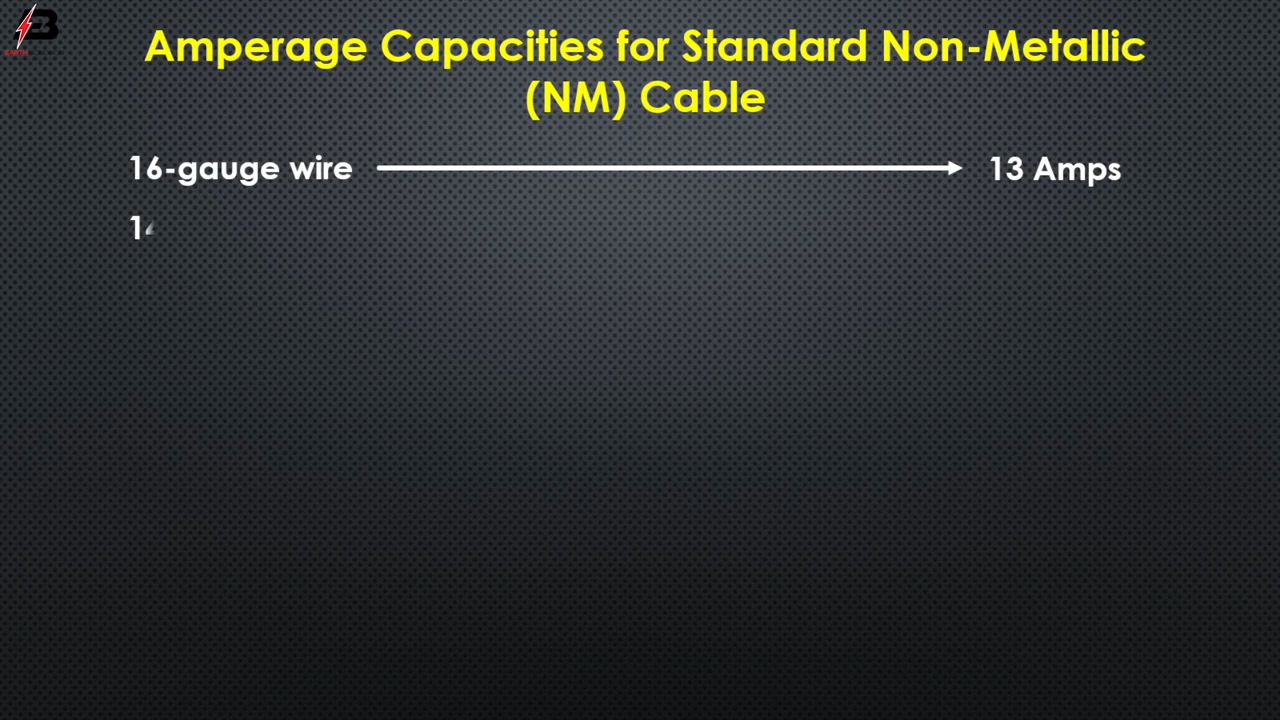 Amperage Capacities for Standard Non-Metallic
(NM) Cable
16-gauge wire 13 Amps